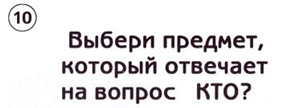 10
Выбери предмет,
который отвечает
на вопрос КТО?